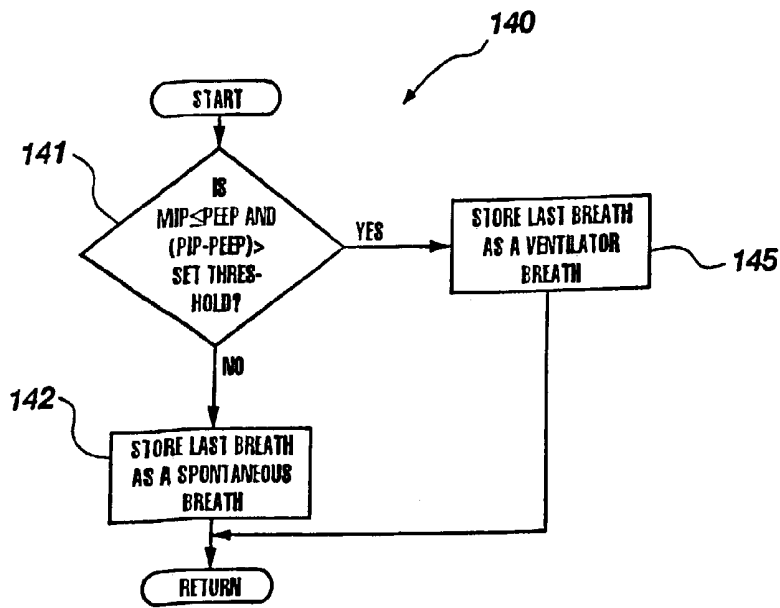 140
START
141
IS
MIP≤PEEP AND
(PIP-PEEP)>
SET THRES-
HOLD?
YES
STORE LAST BREATH
AS A VENTILATOR
BREATH
145
NO
142
STORE LAST BREATH
AS A SPONTANEOUS
BREATH
RETURN